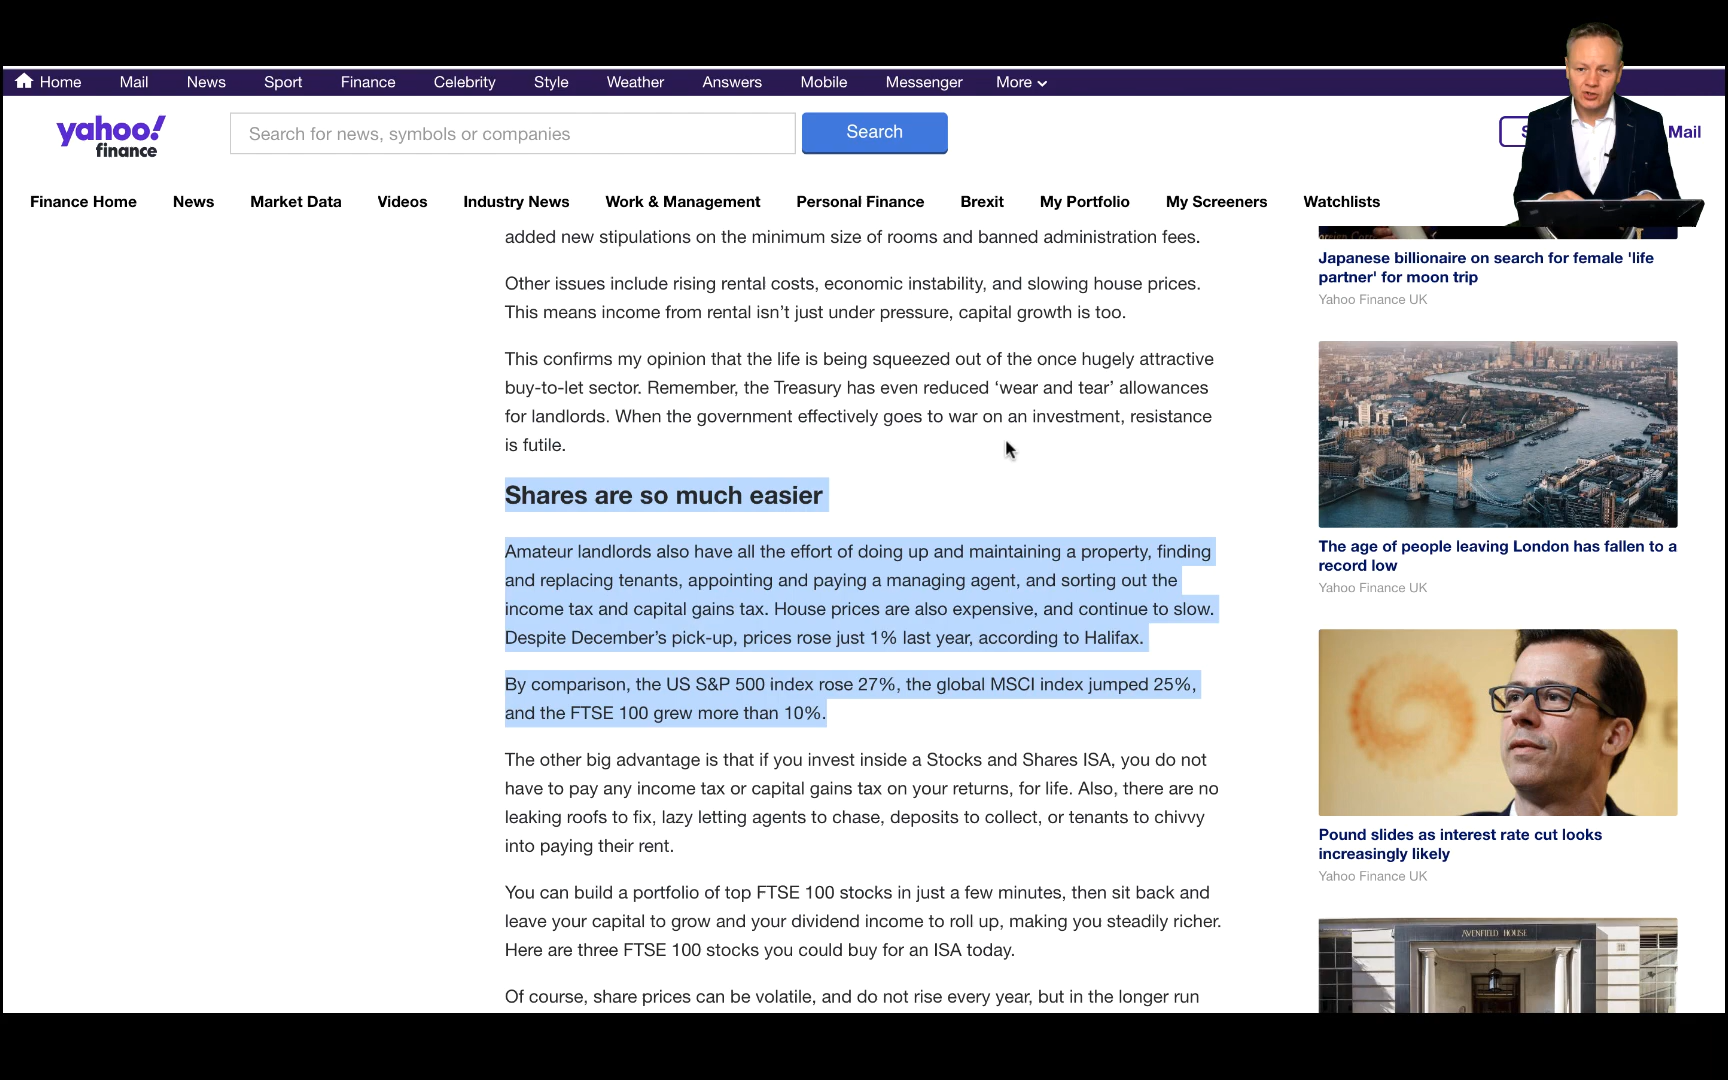 Home Mail News Sport Finance Celebrity Style Weather Answers Mobile Messenger More
yahoo!
finance
Search for news, symbols or companies
Search
Mail
Finance Home News Market Data Videos Industry News Work & Management Personal Finance Brexit My Portfolio My Screeners Watchlists
added new stipulations on the minimum size of rooms and banned administration fees.
Other issues include rising rental costs, economic instability, and slowing house prices.
This means income from rental isn’t just under pressure, capital growth is too.
This confirms my opinion that the life is being squeezed out of the once hugely attractive
buy-to-let sector. Remember, the Treasury has even reduced ‘wear and tear’ allowances
for landlords. When the government effectively goes to war on an investment, resistance
is futile.
Shares are so much easier
Amateur landlords also have all the effort of doing up and maintaining a property, finding
and replacing tenants, appointing and paying a managing agent, and sorting out the
income tax and capital gains tax. House prices are also expensive, and continue to slow.
Despite December’s pick-up, prices rose just 1% last year, according to Halifax.
By comparison, the US S&P 500 index rose 27%, the global MSCI index jumped 25%,
and the FTSE 100 grew more than 10%.
The other big advantage is that if you invest inside a Stocks and Shares ISA, you do not
have to pay any income tax or capital gains tax on your returns, for life. Also, there are no
leaking roofs to fix, lazy letting agents to chase, deposits to collect, or tenants to chivvy
into paying their rent.
You can build a portfolio of top FTSE 100 stocks in just a few minutes, then sit back and
leave your capital to grow and your dividend income to roll up, making you steadily richer.
Here are three FTSE 100 stocks you could buy for an ISA today.
Of course, share prices can be volatile, and do not rise every year, but in the longer run
Japanese billionaire on search for female 'life
partner' for moon trip
Yahoo Finance UK
The age of people leaving London has fallen to a
record low
Yahoo Finance UK
Pound slides as interest rate cut looks
increasingly likely
Yahoo Finance UK
AVENFIELD HOUSE